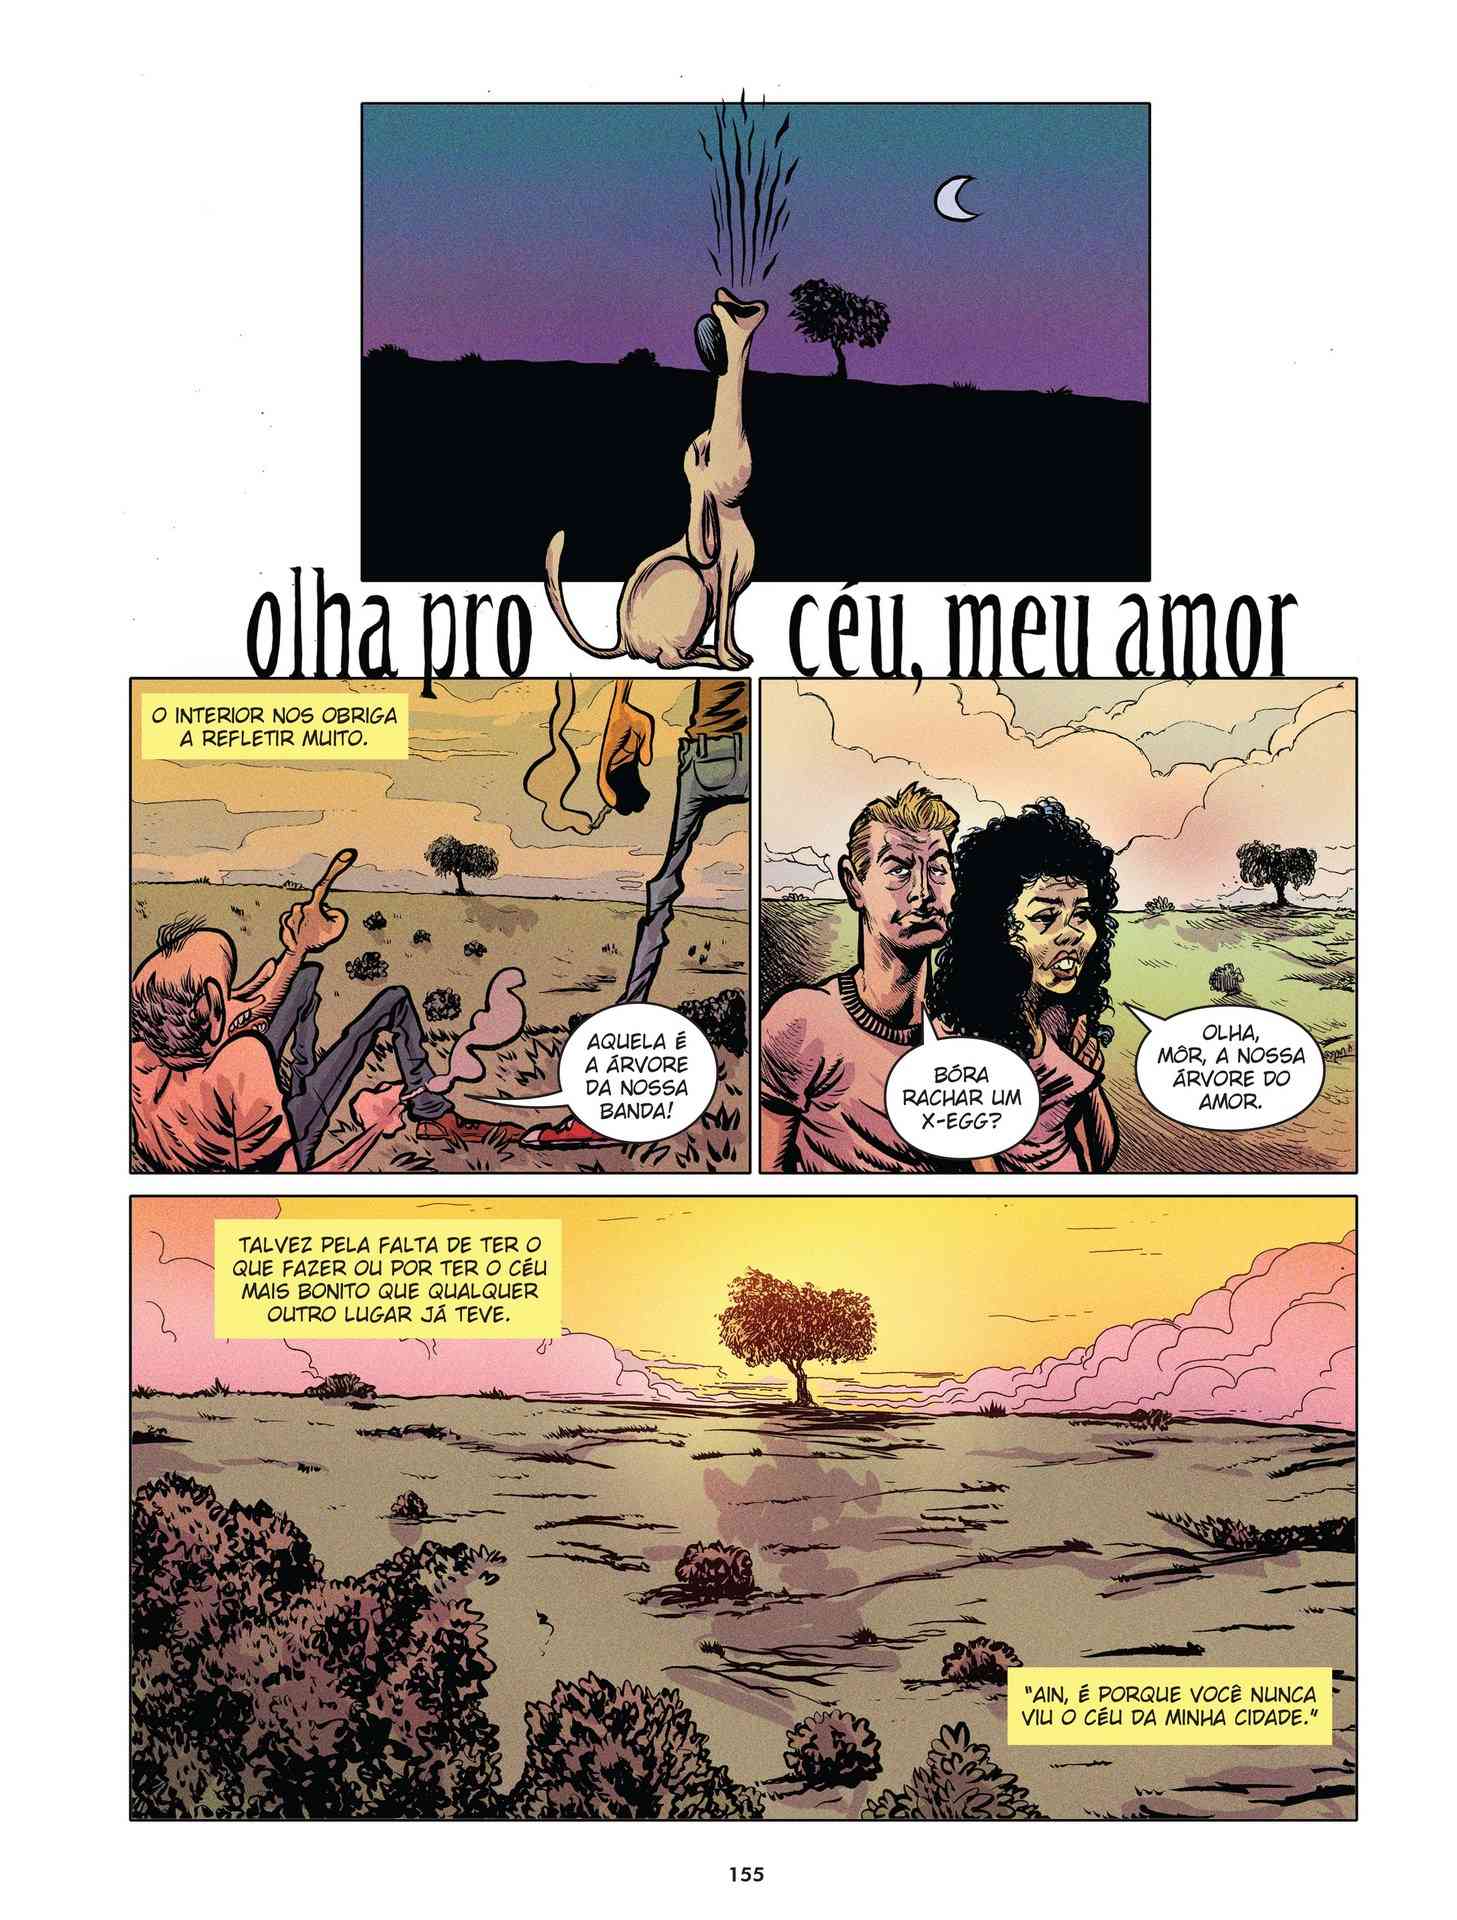 olha pro céu, meu amor
O INTERIOR NOS OBRIGA
A REFLETIR MUITO.
AQUELA É
A ÁRVORE
DA NOSSA
BANDA!
BÓRA
RACHAR UM
X-EGG?
OLHA,
MÔR, A NOSSA
ÁRVORE DO
AMOR.
TALVEZ PELA FALTA DE TER O
QUE FAZER OU POR TER O CÉU
MAIS BONITO QUE QUALQUER
OUTRO LUGAR JÁ TEVE.
"AIN, É PORQUE VOCÊ NUNCA
VIU O CÉU DA MINHA CIDADE."
155